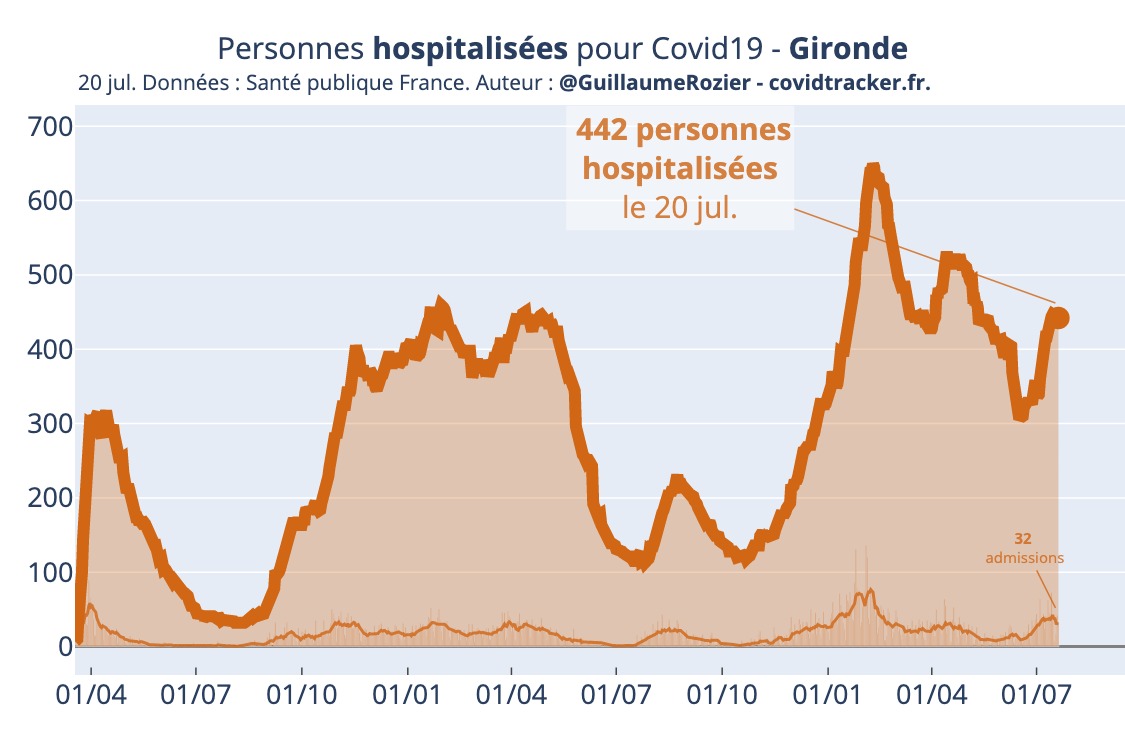 Personnes hospitalisées pour Covid19 - Gironde
20 jul. Données : Santé publique France. Auteur : @GuillaumeRozier - covidtracker.fr.
442 personnes
hospitalisées
le 20 jul.
700
600
500
400
300
200
100
0
32
admissions
01/04 01/07 01/10 01/01 01/04 01/07 01/10 01/01 01/04 01/07